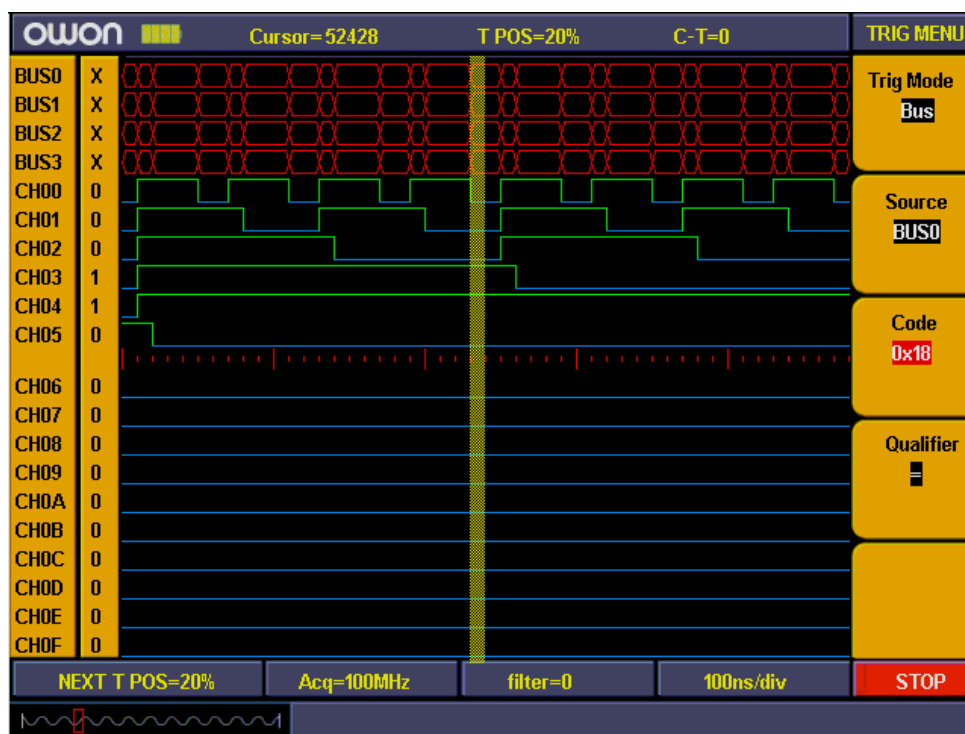 owon Cursor=52428 T POS=20% C-T=0 TRIG MENU
BUS0 X
BUS1 X
BUS2 X
BUS3 X
CH00 0
CH01 0
CH02 0
CH03 1
CH04 1
CH05 0
CH06 0
CH07 0
CH08 0
CH09 0
CH0A 0
CH0B 0
CH0C 0
CH0D 0
CH0E 0
CH0F 0
Trig Mode
Bus
Source
BUS0
Code
0x18
Qualifier
=
NEXT T POS=20% Acq=100MHz filter=0 100ns/div STOP